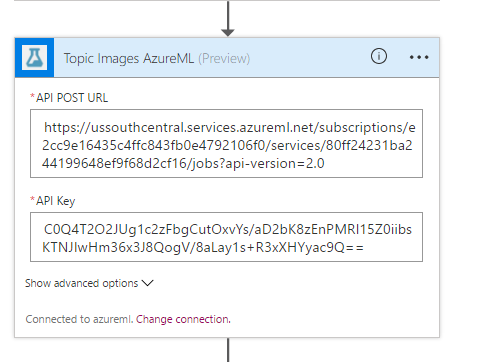 Topic Images AzureML (Preview)
*API POST URL
https://ussouthcentral.services.azureml.net/subscriptions/e
2cc9e16435c4ffc843fb0e4792106f0/services/80ff24231ba2
44199648ef9f68d2cf16/jobs?api-version=2.0
*API Key
C0Q4T2O2JUg1c2zFbgCutOxvYs/aD2bK8zEnPMRI15Z0iibs
KTNJIwHm36x3J8QogV/8aLay1s+R3xXHYyac9Q==
Show advanced options
Connected to azureml. Change connection.